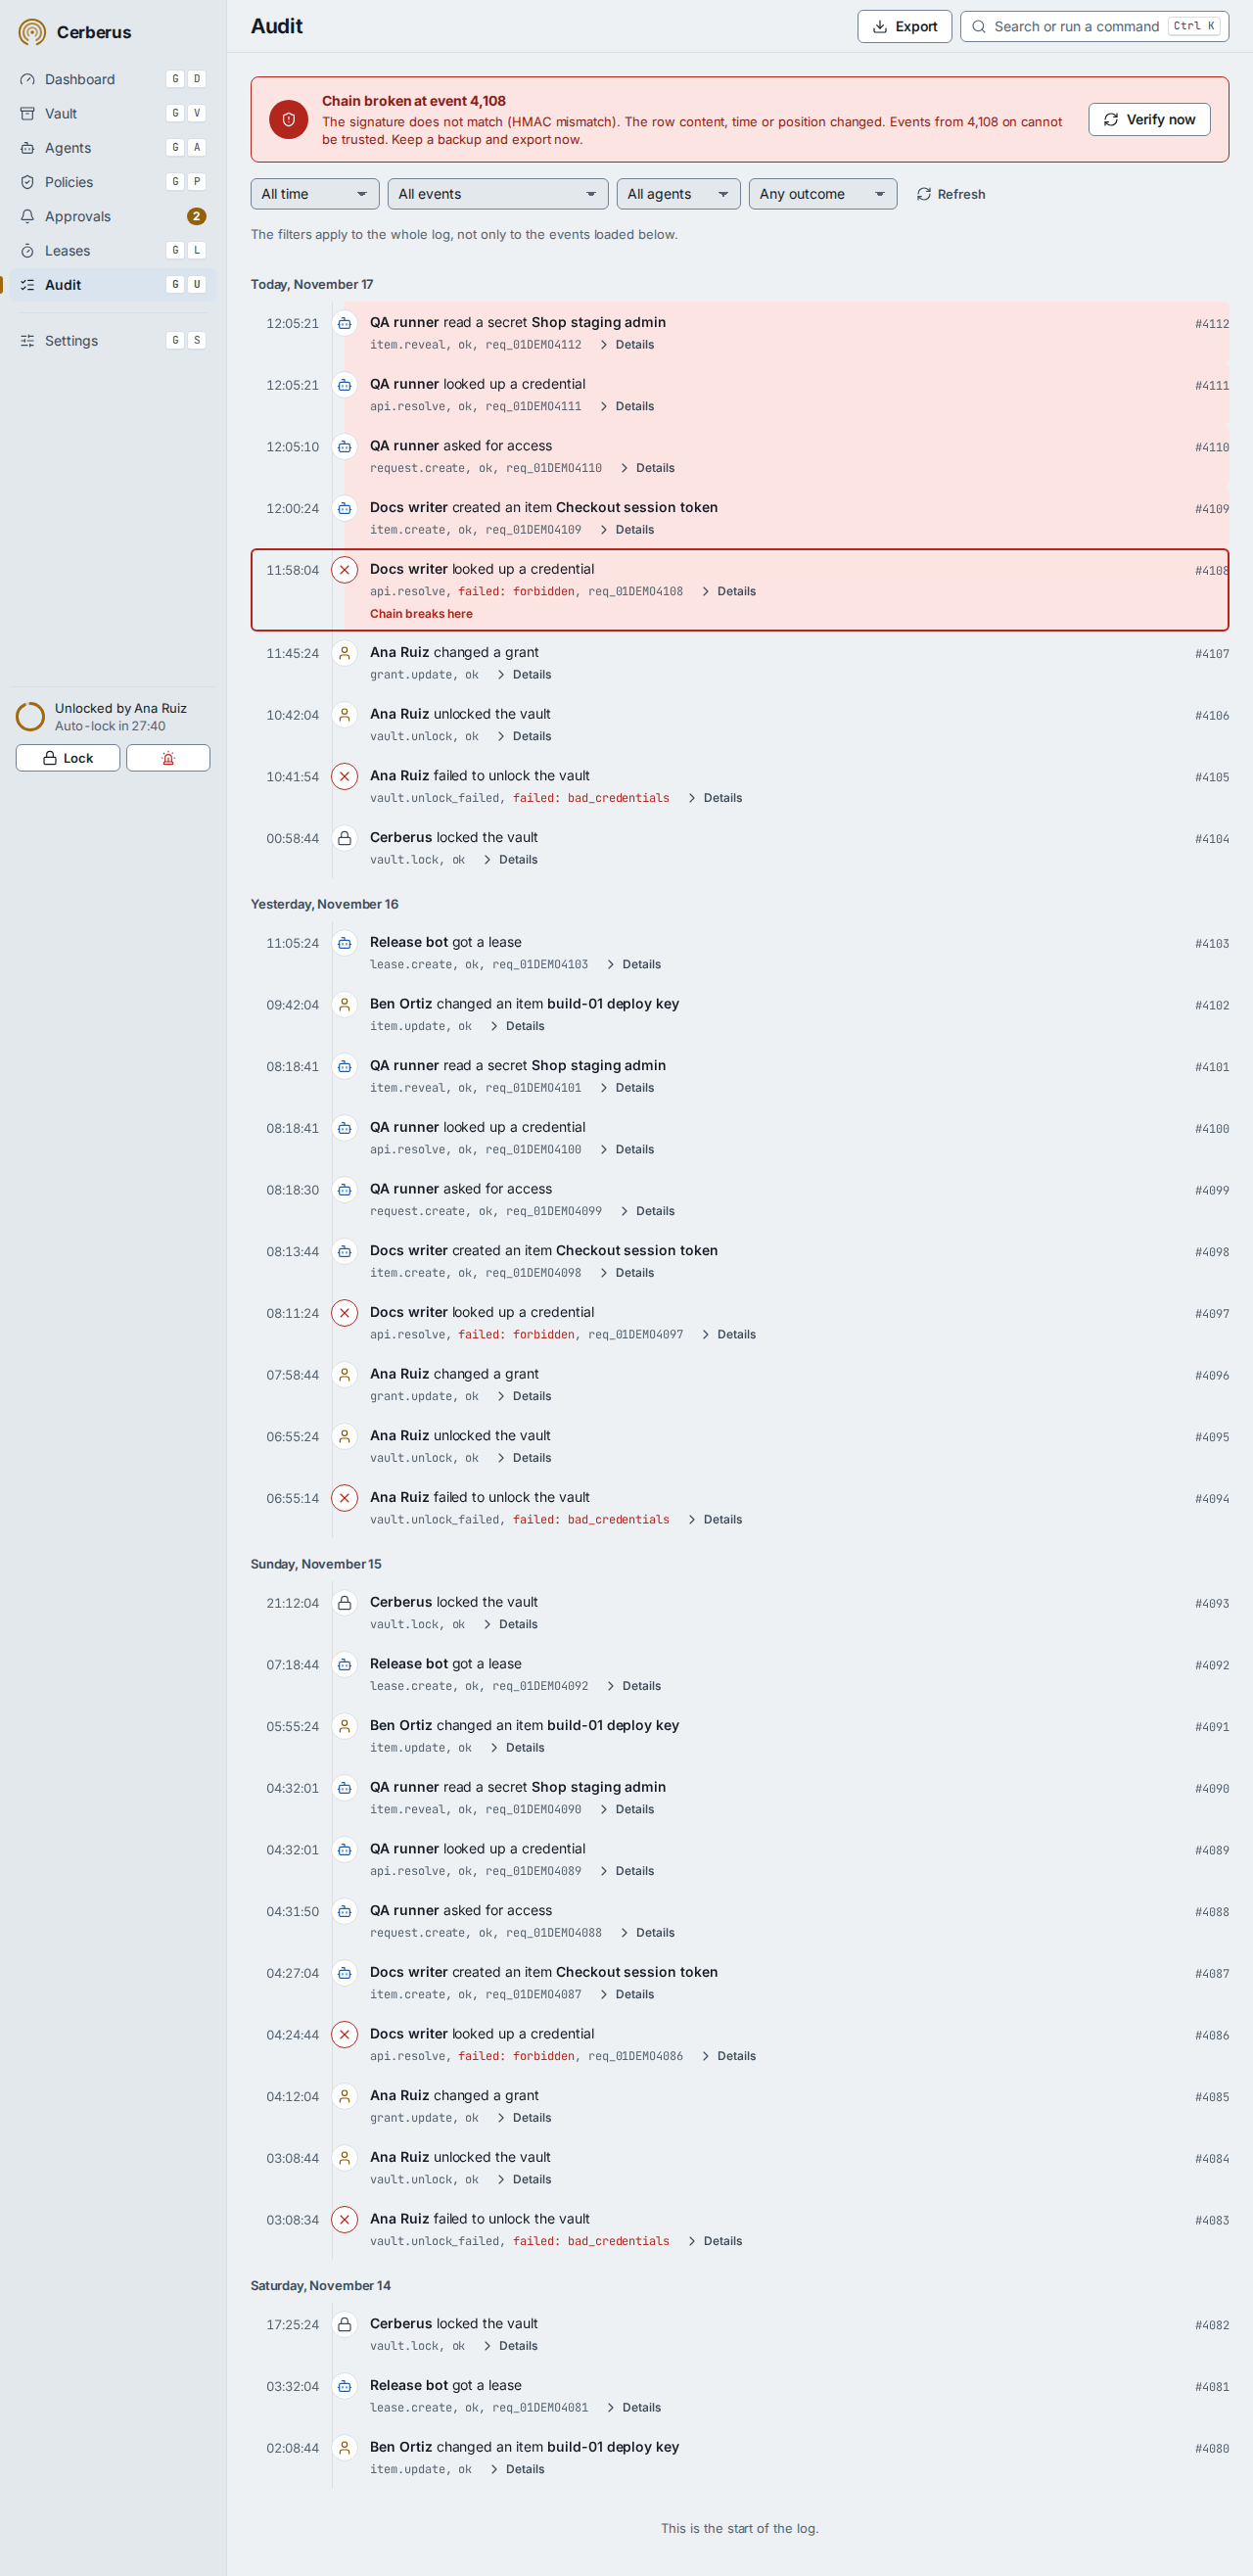 Cerberus
Dashboard G D
Vault G V
Agents G A
Policies G P
Approvals 2
Leases G L
Audit G U
Settings G S
Unlocked by Ana Ruiz
Auto-lock in 27:40
Lock
Audit
Export
Search or run a command Ctrl K
Chain broken at event 4,108
The signature does not match (HMAC mismatch). The row content, time or position changed. Events from 4,108 on cannot
be trusted. Keep a backup and export now.
Verify now
All time All events All agents Any outcome Refresh
The filters apply to the whole log, not only to the events loaded below.
Today, November 17
12:05:21 QA runner read a secret Shop staging admin #4112
item.reveal, ok, req_01DEMO4112 Details
12:05:21 QA runner looked up a credential #4111
api.resolve, ok, req_01DEMO4111 Details
12:05:10 QA runner asked for access #4110
request.create, ok, req_01DEMO4110 Details
12:00:24 Docs writer created an item Checkout session token #4109
item.create, ok, req_01DEMO4109 Details
11:58:04 Docs writer looked up a credential #4108
api.resolve, failed: forbidden, req_01DEMO4108 Details
Chain breaks here
11:45:24 Ana Ruiz changed a grant #4107
grant.update, ok Details
10:42:04 Ana Ruiz unlocked the vault #4106
vault.unlock, ok Details
10:41:54 Ana Ruiz failed to unlock the vault #4105
vault.unlock_failed, failed: bad_credentials Details
00:58:44 Cerberus locked the vault #4104
vault.lock, ok Details
Yesterday, November 16
11:05:24 Release bot got a lease #4103
lease.create, ok, req_01DEMO4103 Details
09:42:04 Ben Ortiz changed an item build-01 deploy key #4102
item.update, ok Details
08:18:41 QA runner read a secret Shop staging admin #4101
item.reveal, ok, req_01DEMO4101 Details
08:18:41 QA runner looked up a credential #4100
api.resolve, ok, req_01DEMO4100 Details
08:18:30 QA runner asked for access #4099
request.create, ok, req_01DEMO4099 Details
08:13:44 Docs writer created an item Checkout session token #4098
item.create, ok, req_01DEMO4098 Details
08:11:24 Docs writer looked up a credential #4097
api.resolve, failed: forbidden, req_01DEMO4097 Details
07:58:44 Ana Ruiz changed a grant #4096
grant.update, ok Details
06:55:24 Ana Ruiz unlocked the vault #4095
vault.unlock, ok Details
06:55:14 Ana Ruiz failed to unlock the vault #4094
vault.unlock_failed, failed: bad_credentials Details
Sunday, November 15
21:12:04 Cerberus locked the vault #4093
vault.lock, ok Details
07:18:44 Release bot got a lease #4092
lease.create, ok, req_01DEMO4092 Details
05:55:24 Ben Ortiz changed an item build-01 deploy key #4091
item.update, ok Details
04:32:01 QA runner read a secret Shop staging admin #4090
item.reveal, ok, req_01DEMO4090 Details
04:32:01 QA runner looked up a credential #4089
api.resolve, ok, req_01DEMO4089 Details
04:31:50 QA runner asked for access #4088
request.create, ok, req_01DEMO4088 Details
04:27:04 Docs writer created an item Checkout session token #4087
item.create, ok, req_01DEMO4087 Details
04:24:44 Docs writer looked up a credential #4086
api.resolve, failed: forbidden, req_01DEMO4086 Details
04:12:04 Ana Ruiz changed a grant #4085
grant.update, ok Details
03:08:44 Ana Ruiz unlocked the vault #4084
vault.unlock, ok Details
03:08:34 Ana Ruiz failed to unlock the vault #4083
vault.unlock_failed, failed: bad_credentials Details
Saturday, November 14
17:25:24 Cerberus locked the vault #4082
vault.lock, ok Details
03:32:04 Release bot got a lease #4081
lease.create, ok, req_01DEMO4081 Details
02:08:44 Ben Ortiz changed an item build-01 deploy key #4080
item.update, ok Details
This is the start of the log.